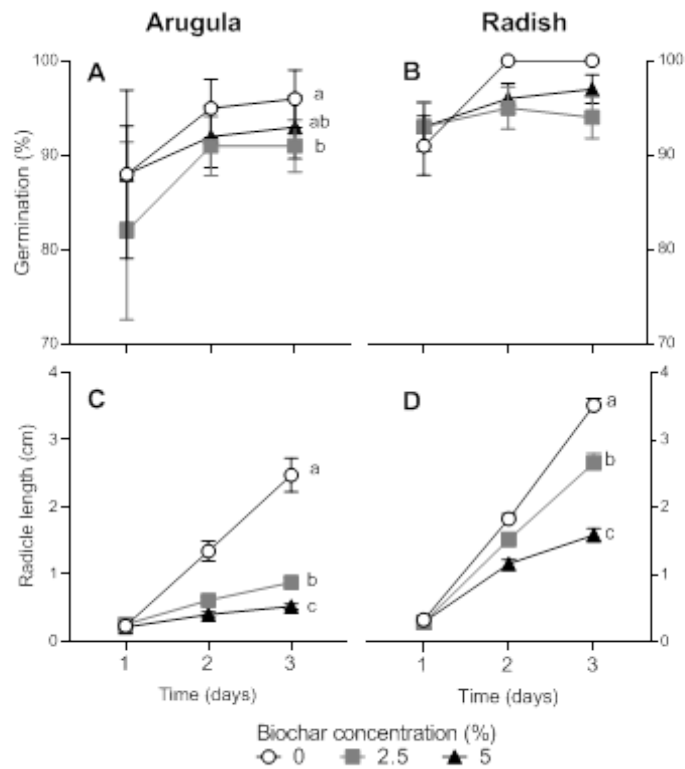 Arugula
Radish
A
B
Germination (%)
100
90
80
70
100
90
80
70
a
ab
b
C
D
Radicle length (cm)
4
3
2
1
0
4
3
2
1
0
a
b
c
a
b
c
1 2 3
1 2 3
Time (days)
Time (days)
Biochar concentration (%)
0 2.5 5